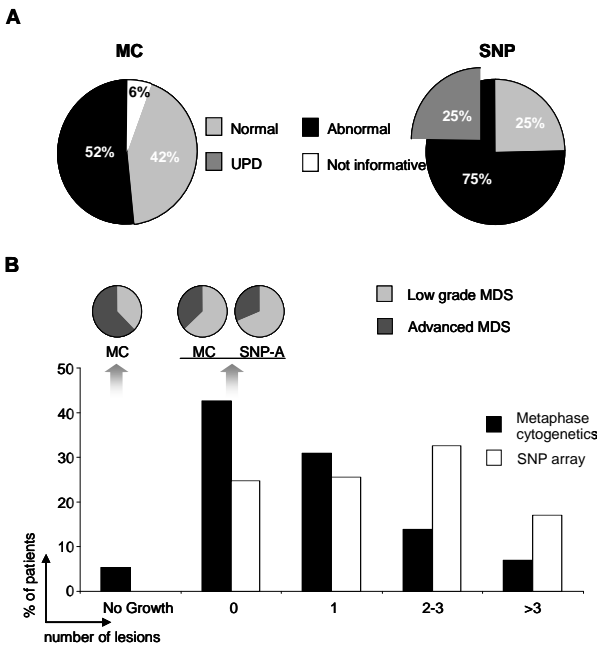 A
MC
SNP
6%
52%
42%
Normal
UPD
Abnormal
Not informative
25%
25%
75%
B
Low grade MDS
Advanced MDS
MC
MC SNP-A
50
40
30
20
10
0
Metaphase
cytogenetics
SNP array
% of patients
No Growth 0 1 2-3 >3
number of lesions